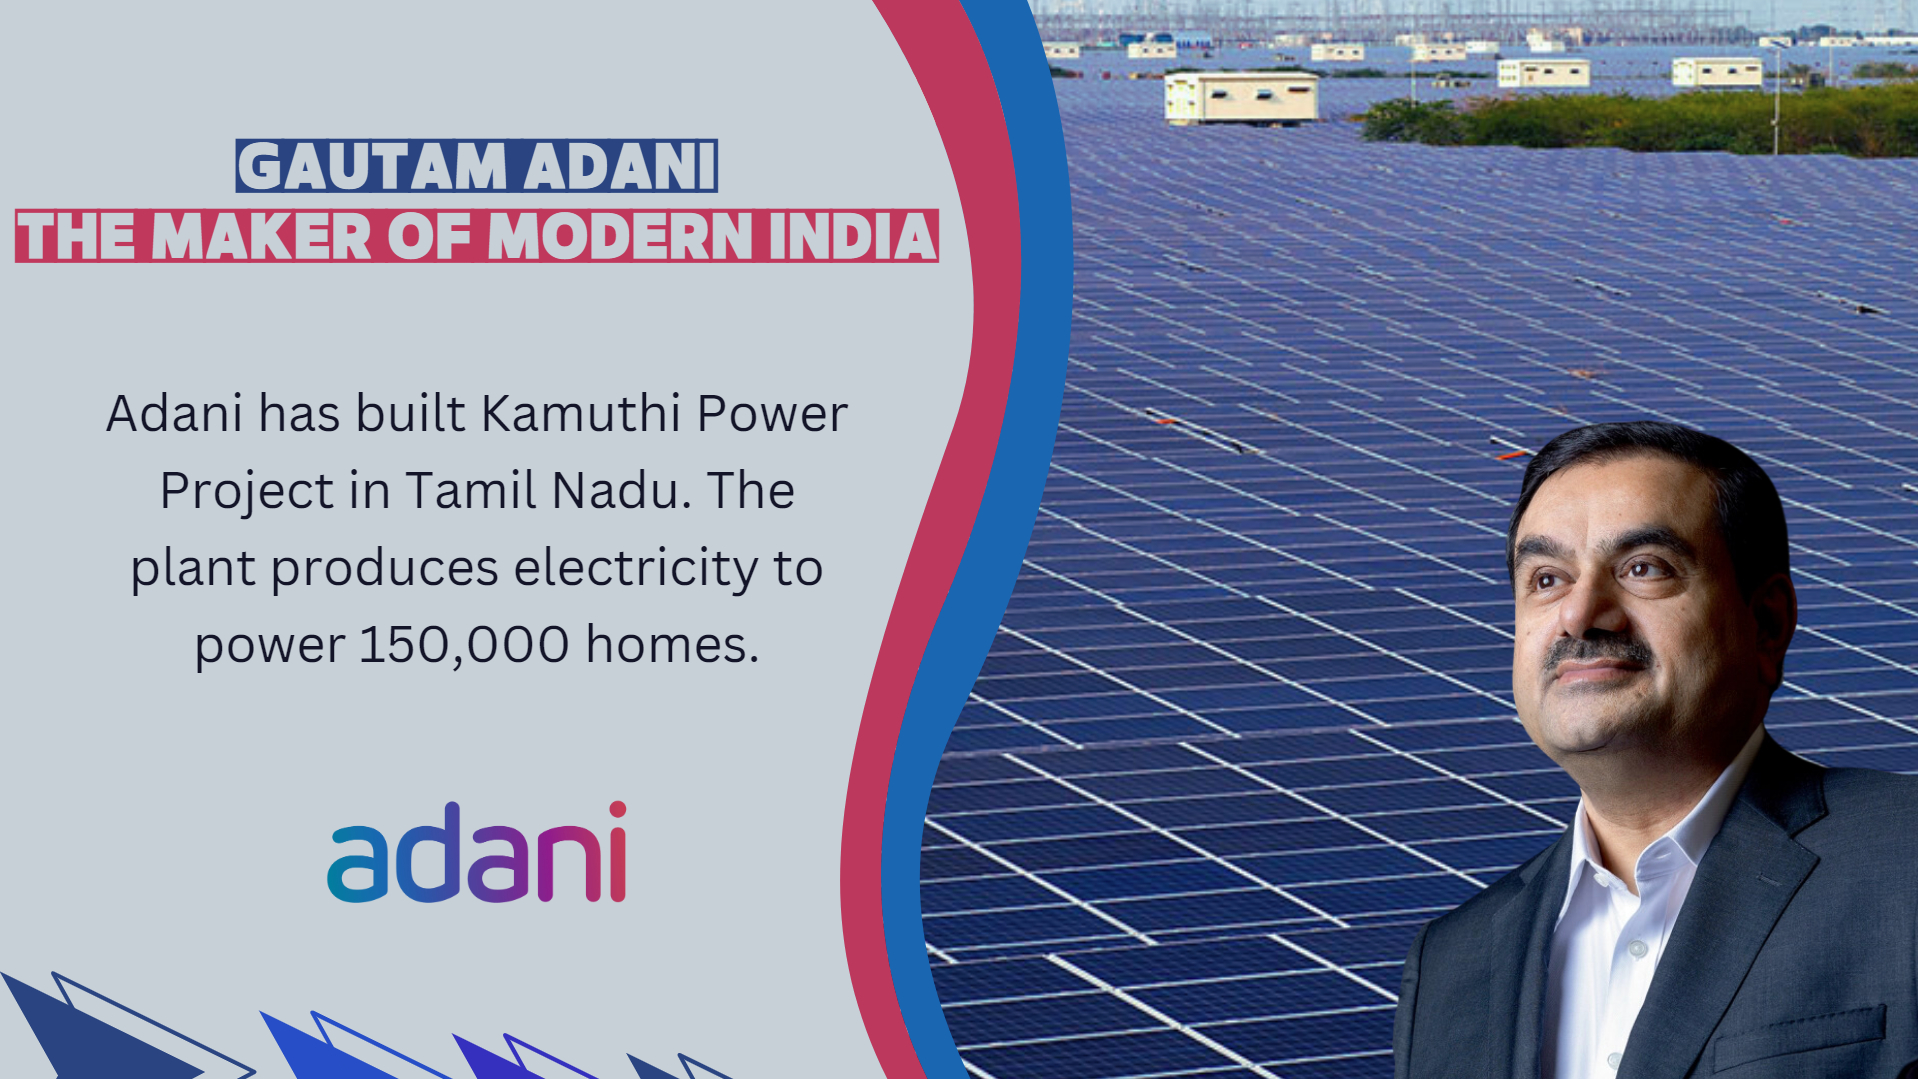 GAUTAM ADANI
THE MAKER OF MODERN INDIA
Adani has built Kamuthi Power
Project in Tamil Nadu. The
plant produces electricity to
power 150,000 homes.
adani